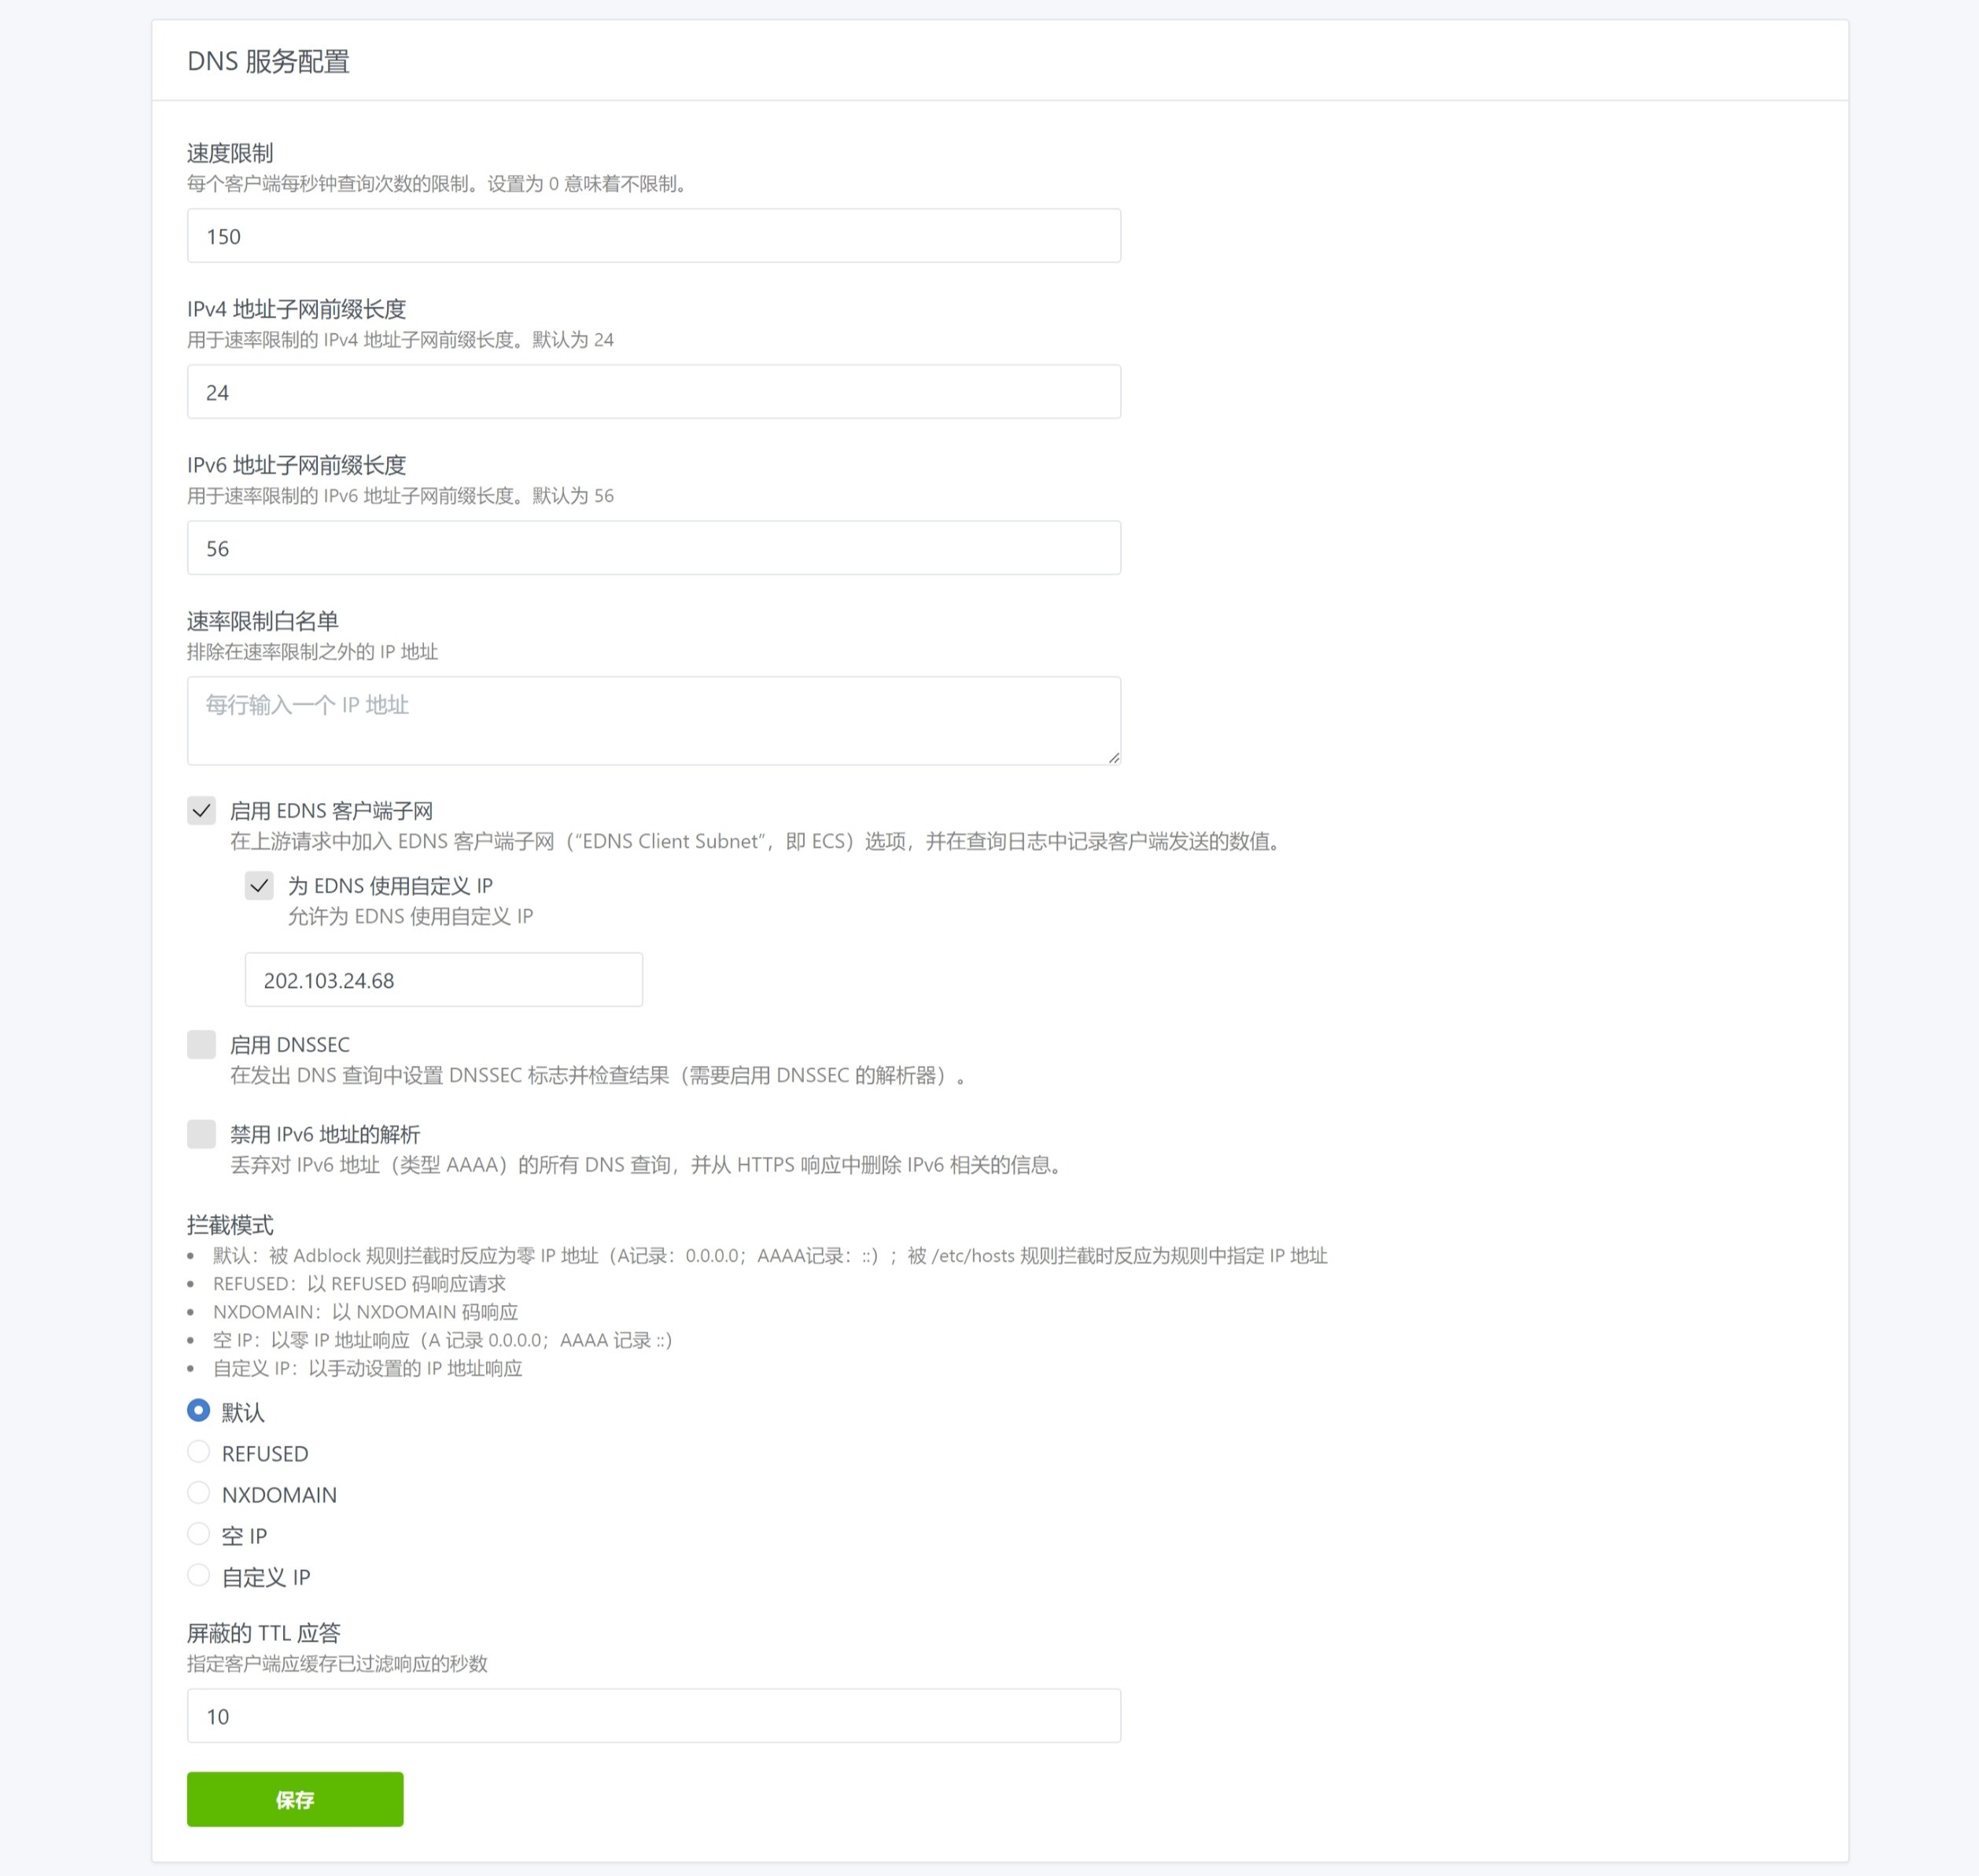 DNS 服务配置
速度限制
每个客户端每秒钟查询次数的限制。设置为 0 意味着不限制。
150
IPv4 地址子网前缀长度
用于速率限制的 IPv4 地址子网前缀长度。默认为 24
24
IPv6 地址子网前缀长度
用于速率限制的 IPv6 地址子网前缀长度。默认为 56
56
速率限制白名单
排除在速率限制之外的 IP 地址
每行输入一个 IP 地址
启用 EDNS 客户端子网
在上游请求中加入 EDNS 客户端子网（“EDNS Client Subnet”，即 ECS）选项，并在查询日志中记录客户端发送的数值。
为 EDNS 使用自定义 IP
允许为 EDNS 使用自定义 IP
202.103.24.68
启用 DNSSEC
在发出 DNS 查询中设置 DNSSEC 标志并检查结果（需要启用 DNSSEC 的解析器）。
禁用 IPv6 地址的解析
丢弃对 IPv6 地址（类型 AAAA）的所有 DNS 查询，并从 HTTPS 响应中删除 IPv6 相关的信息。
拦截模式
• 默认：被 Adblock 规则拦截时反应为零 IP 地址（A记录：0.0.0.0；AAAA记录：::）；被 /etc/hosts 规则拦截时反应为规则中指定 IP 地址
• REFUSED：以 REFUSED 码响应请求
• NXDOMAIN：以 NXDOMAIN 码响应
• 空 IP：以零 IP 地址响应（A 记录 0.0.0.0；AAAA 记录 ::）
• 自定义 IP：以手动设置的 IP 地址响应
默认
REFUSED
NXDOMAIN
空 IP
自定义 IP
屏蔽的 TTL 应答
指定客户端应缓存已过滤响应的秒数
10
保存